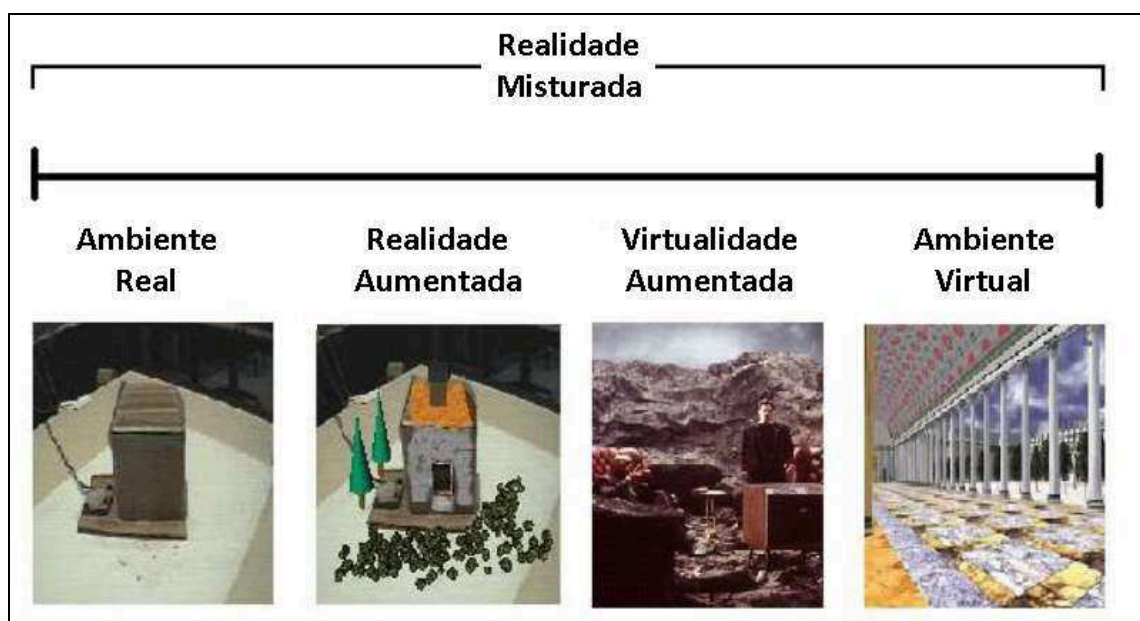 Realidade
Misturada
Ambiente
Real
Realidade
Aumentada
Virtualidade
Aumentada
Ambiente
Virtual